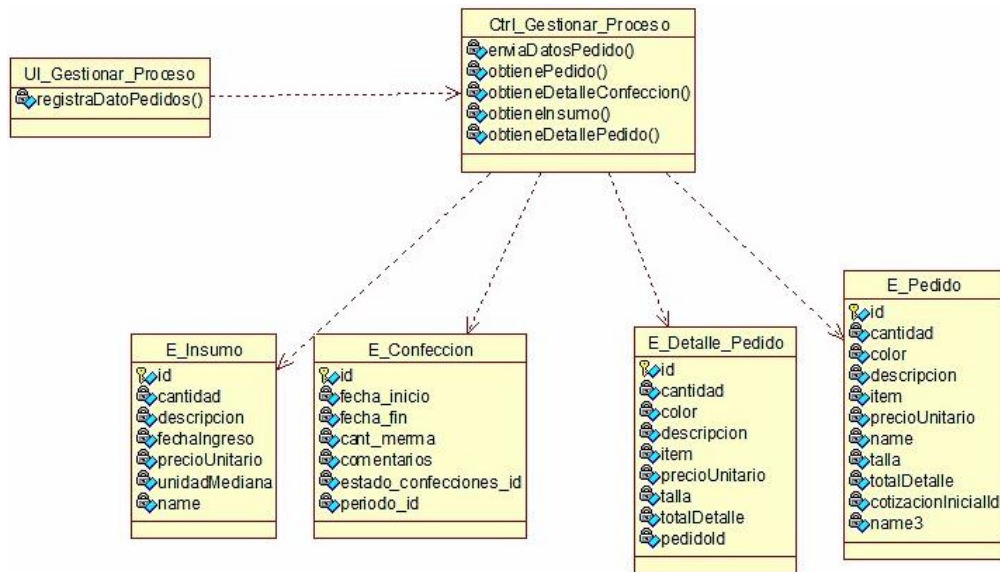 Ctrl_Gestionar_Proceso
enviaDatosPedido()
obtienePedido()
obtieneDetalleConfeccion()
obtieneInsumo()
obtieneDetallePedido()
UI_Gestionar_Proceso
registraDatoPedidos()
E_Insumo
id
cantidad
descripcion
fechaIngreso
precioUnitario
unidadMediana
name
E_Confeccion
id
fecha_inicio
fecha_fin
cant_merma
comentarios
estado_confecciones_id
periodo_id
E_Detalle_Pedido
id
cantidad
color
descripcion
item
precioUnitario
talla
totalDetalle
pedidoId
E_Pedido
id
cantidad
color
descripcion
item
precioUnitario
name
talla
totalDetalle
cotizacionInicialId
name3